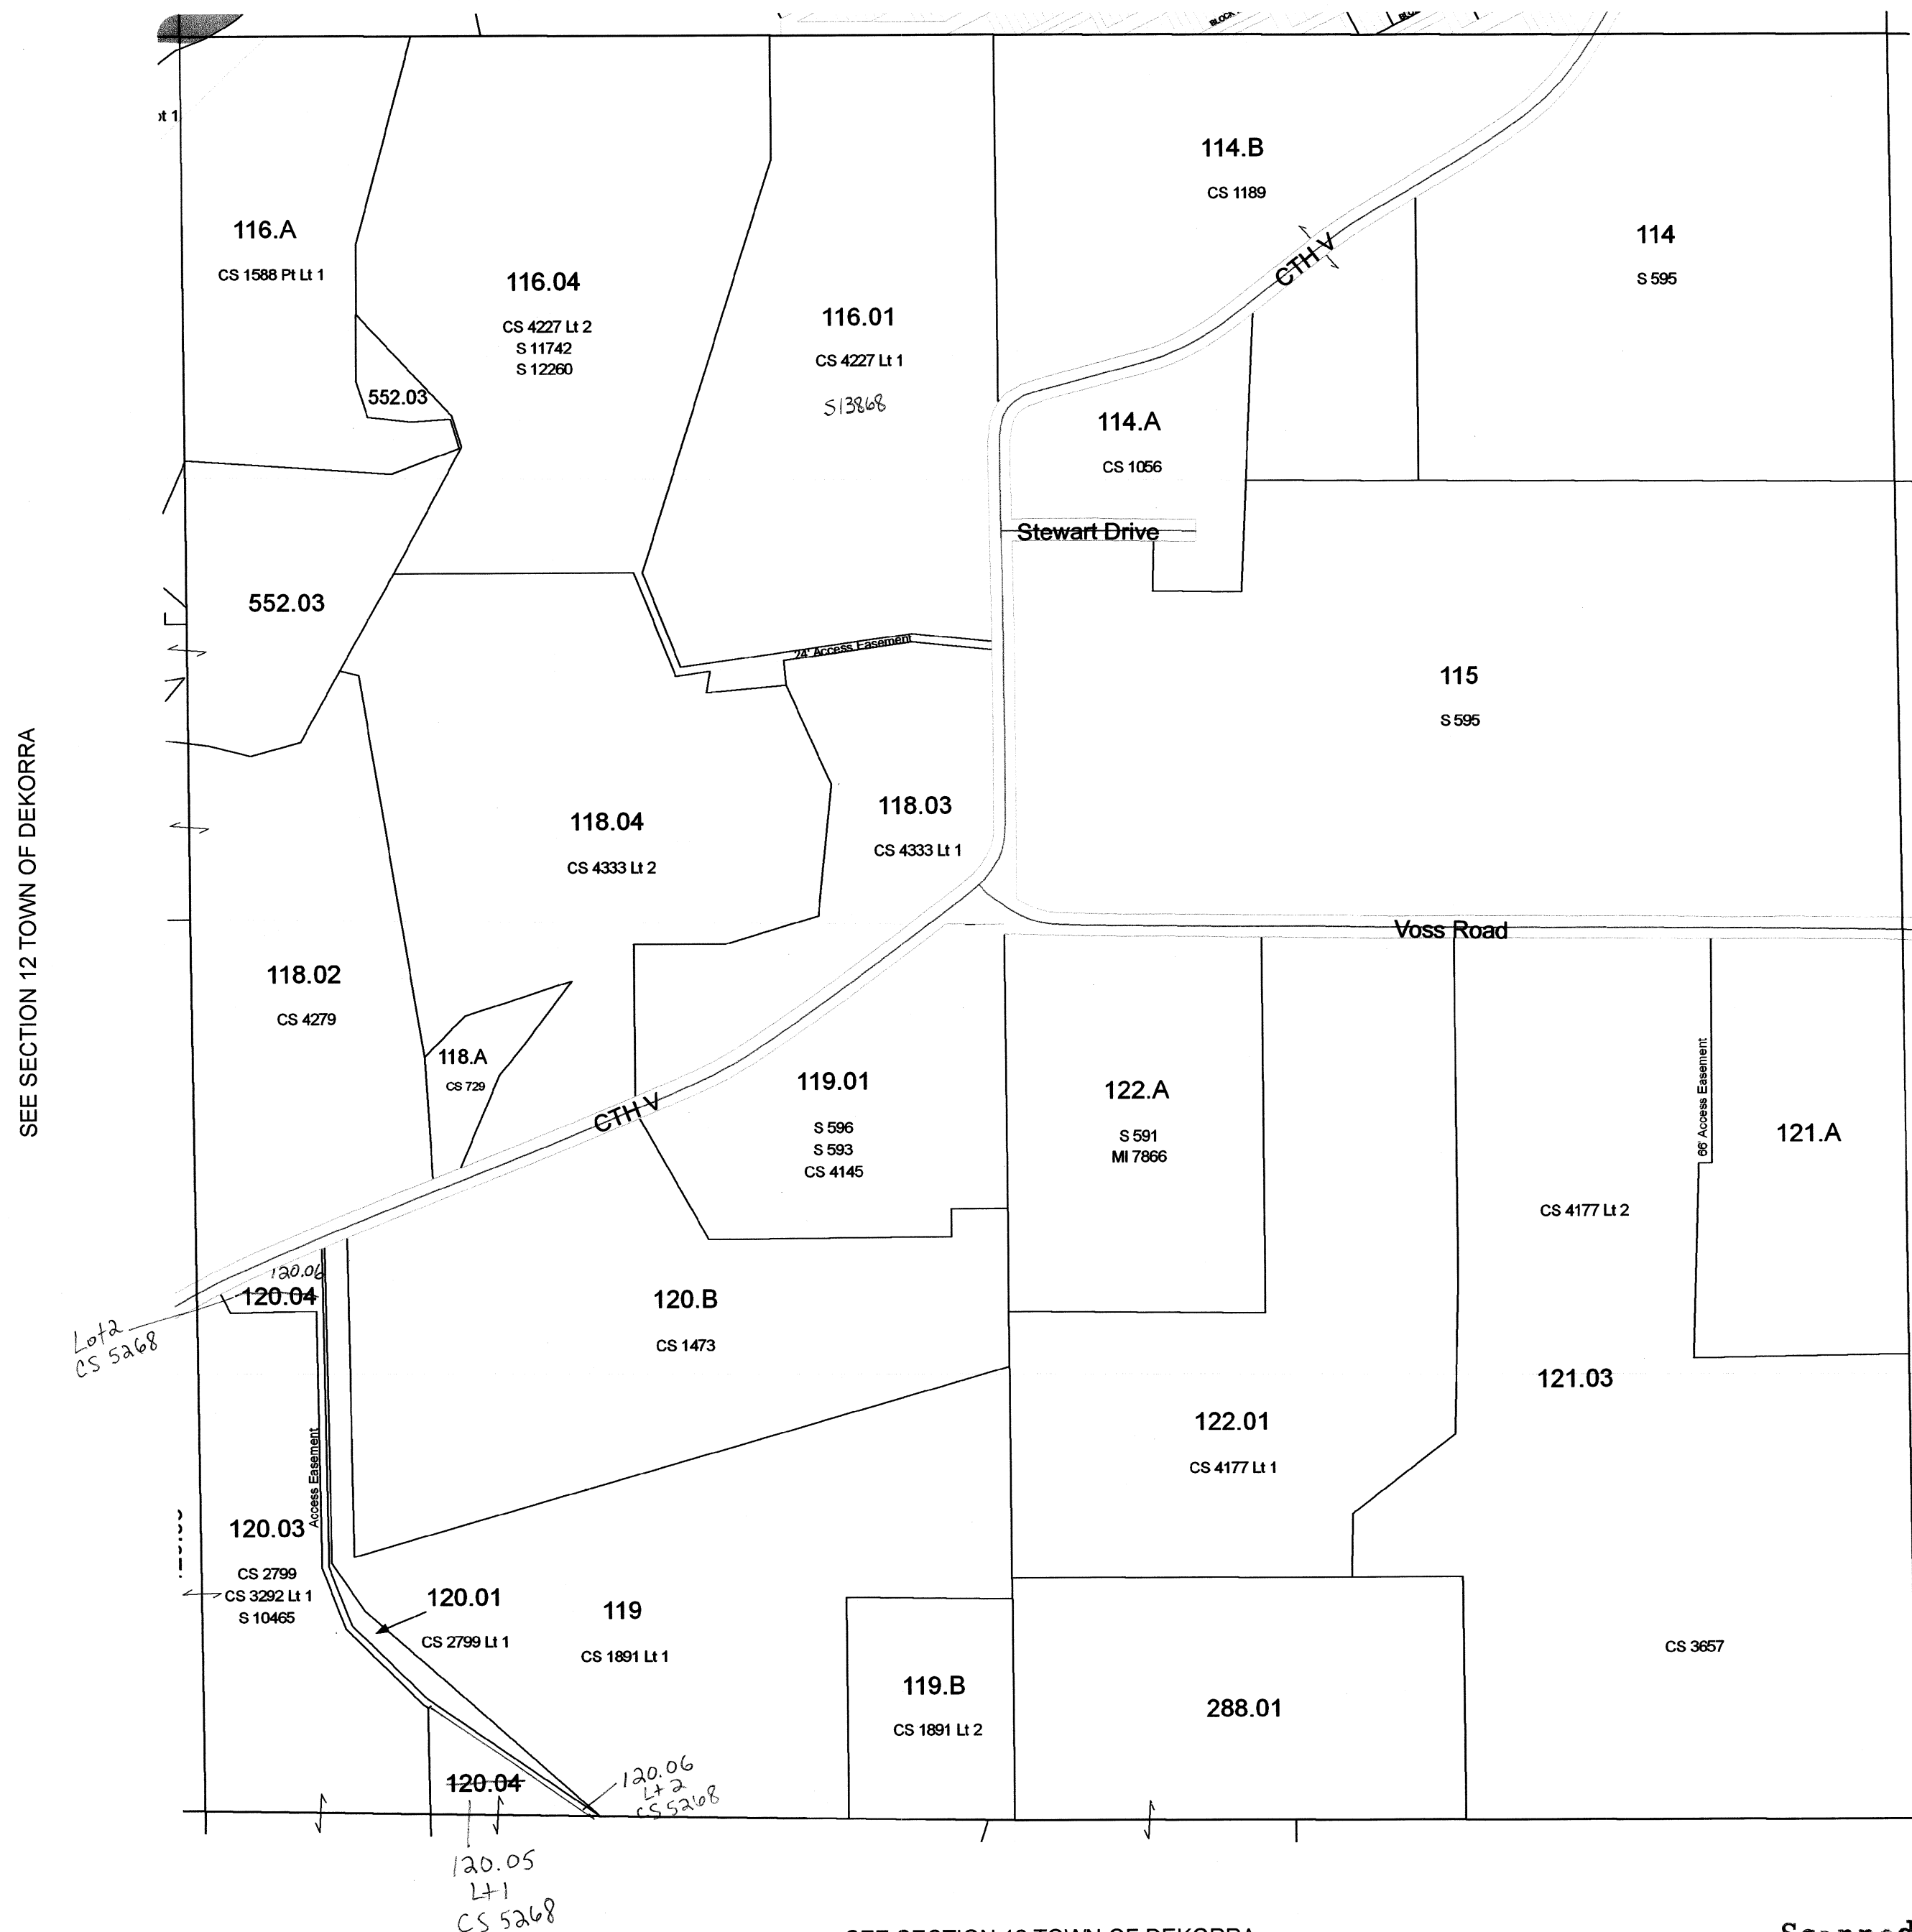 BLOCK
114.B
CS 1189
116.A
CS 1588 Pt Lt 1
114
S 595
CTH V
116.04
CS 4227 Lt 2
S 11742
S 12260
116.01
CS 4227 Lt 1
S13868
552.03
114.A
CS 1056
Stewart Drive
552.03
24' Access Easement
115
S 595
SEE SECTION 12 TOWN OF DEKORRA
118.04
CS 4333 Lt 2
118.03
CS 4333 Lt 1
Voss Road
118.02
CS 4279
118.A
CS 729
CTH V
119.01
S 596
S 593
CS 4145
122.A
S 591
MI 7866
66' Access Easement
121.A
CS 4177 Lt 2
120.06
120.04
Lot 2
CS 5268
120.B
CS 1473
121.03
122.01
CS 4177 Lt 1
Access Easement
120.03
CS 2799
CS 3292 Lt 1
S 10465
120.01
CS 2799 Lt 1
119
CS 1891 Lt 1
119.B
CS 1891 Lt 2
288.01
CS 3657
120.04
120.06
Lt 2
CS 5268
120.05
Lt 1
CS 5268